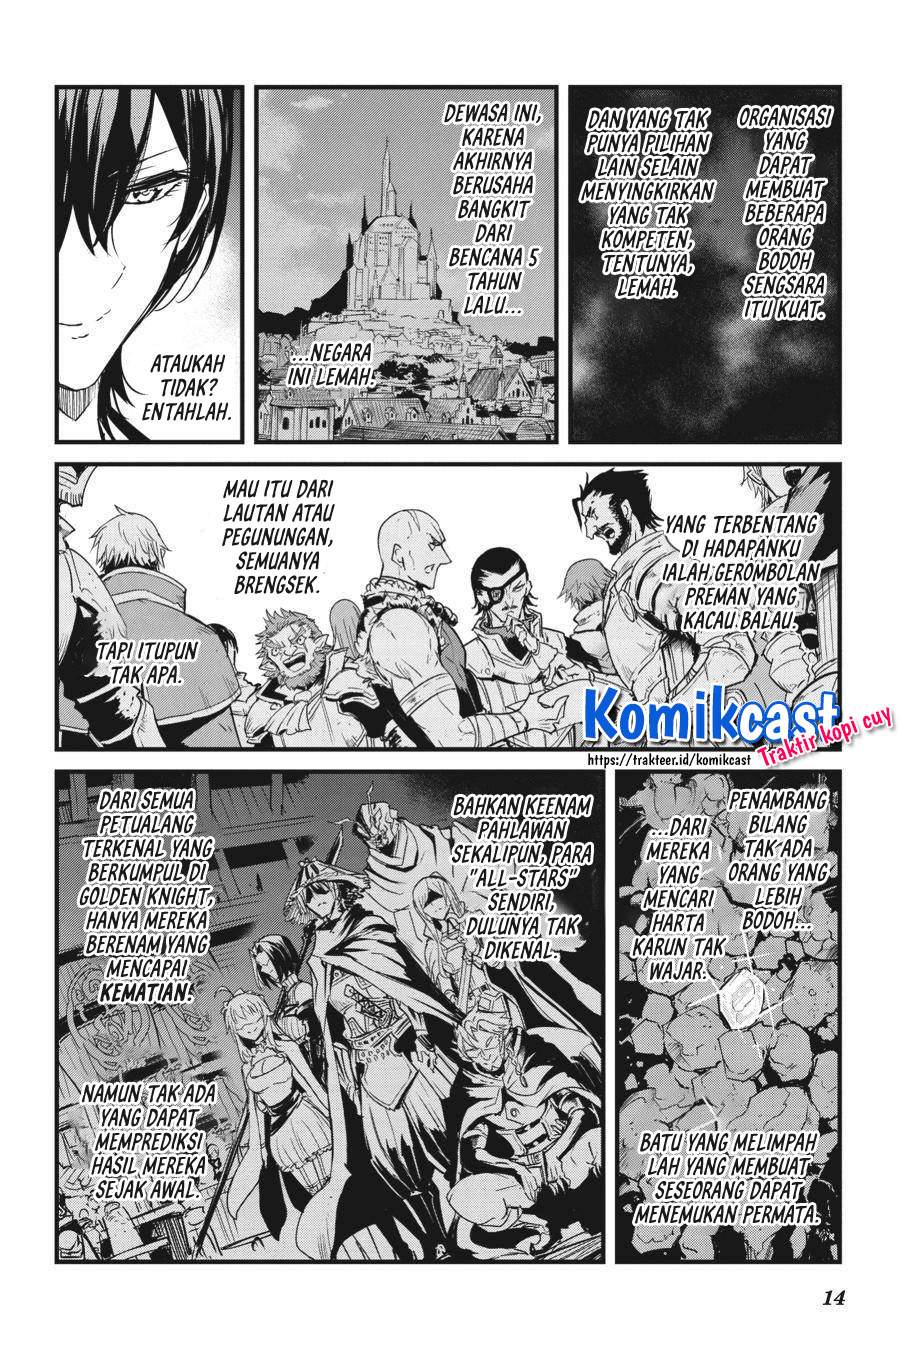 ORGANISASI
YANG
DAPAT
MEMBUAT
BEBERAPA
ORANG
BODOH
SENGSARA
ITU KUAT.
DAN YANG TAK
PUNYA PILIHAN
LAIN SELAIN
MENYINGKIRKAN
YANG TAK
KOMPETEN,
TENTUNYA,
LEMAH.
DEWASA INI,
KARENA
AKHIRNYA
BERUSAHA
BANGKIT
DARI
BENCANA 5
TAHUN
LALU...
...NEGARA
INI LEMAH.
ATAUKAH
TIDAK?
ENTAHLAH.
YANG TERBENTANG
DI HADAPANKU
IALAH GEROMBOLAN
PREMAN YANG
KACAU BALAU.
MAU ITU DARI
LAUTAN ATAU
PEGUNUNGAN,
SEMUANYA
BRENGSEK.
TAPI ITUPUN
TAK APA.
Komikcast
Traktir kopi cuy
https://trakteer.id/komikcast
PENAMBANG
BILANG
TAK ADA
ORANG YANG
LEBIH
BODOH...
...DARI
MEREKA
YANG
MENCARI
HARTA
KARUN TAK
WAJAR.
BATU YANG MELIMPAH
LAH YANG MEMBUAT
SESEORANG DAPAT
MENEMUKAN PERMATA.
BAHKAN KEENAM
PAHLAWAN
SEKALIPUN, PARA
"ALL-STARS"
SENDIRI,
DULUNYA TAK
DIKENAL.
DARI SEMUA
PETUALANG
TERKENAL YANG
BERKUMPUL DI
GOLDEN KNIGHT,
HANYA MEREKA
BERENAM YANG
MENCAPAI
KEMATIAN.
NAMUN TAK ADA
YANG DAPAT
MEMPREDIKSI
HASIL MEREKA
SEJAK AWAL.
14